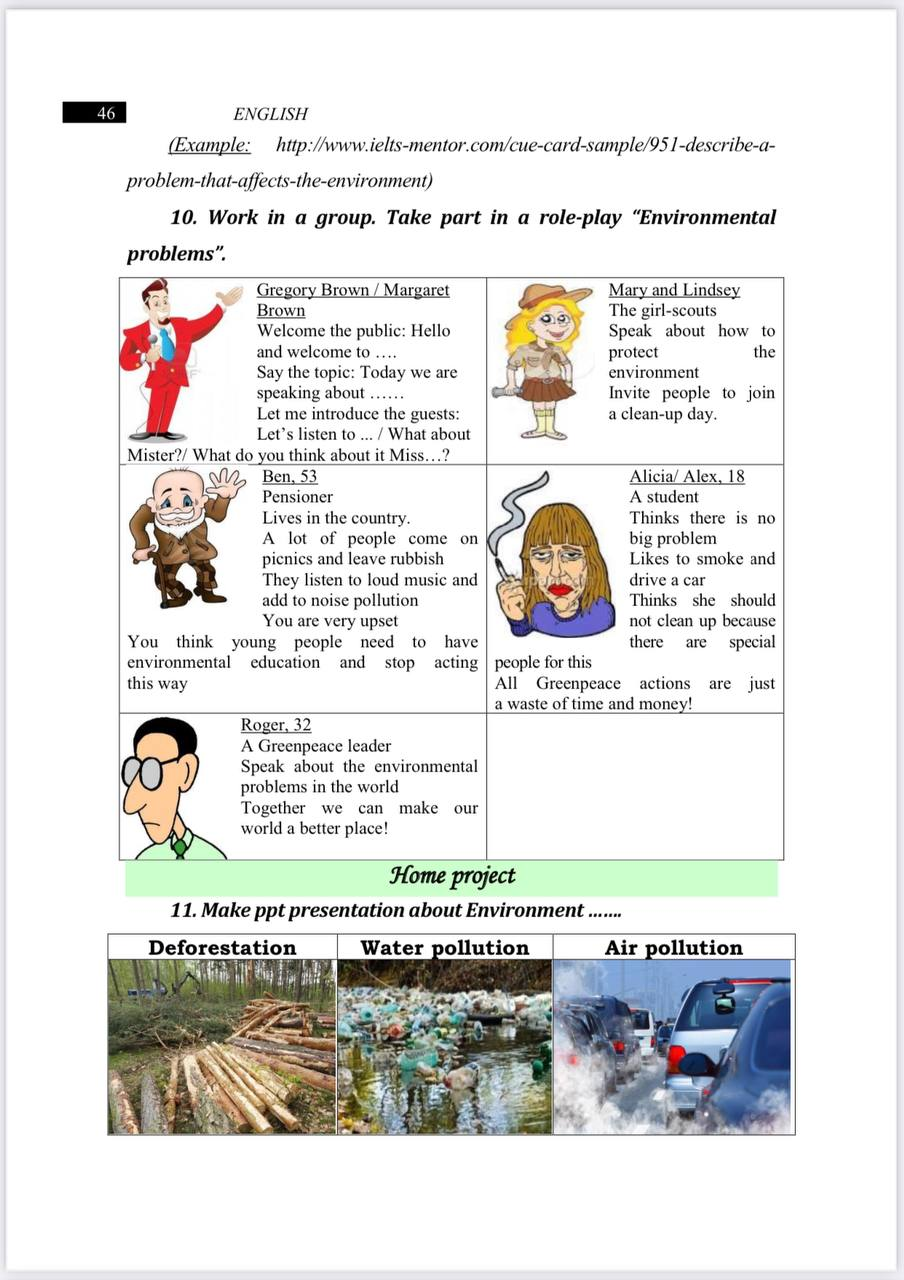 46 ENGLISH
(Example: http://www.ielts-mentor.com/cue-card-sample/951-describe-a-
problem-that-affects-the-environment)
10. Work in a group. Take part in a role-play “Environmental
problems”.
Gregory Brown / Margaret
Brown
Welcome the public: Hello
and welcome to ….
Say the topic: Today we are
speaking about ……
Let me introduce the guests:
Let’s listen to ... / What about
Mister?/ What do you think about it Miss…?
Mary and Lindsey
The girl-scouts
Speak about how to
protect the
environment
Invite people to join
a clean-up day.
Ben, 53
Pensioner
Lives in the country.
A lot of people come on
picnics and leave rubbish
They listen to loud music and
add to noise pollution
You are very upset
You think young people need to have
environmental education and stop acting
this way
Alicia/ Alex, 18
A student
Thinks there is no
big problem
Likes to smoke and
drive a car
Thinks she should
not clean up because
there are special
people for this
All Greenpeace actions are just
a waste of time and money!
Roger, 32
A Greenpeace leader
Speak about the environmental
problems in the world
Together we can make our
world a better place!
Home project
11. Make ppt presentation about Environment …….
Deforestation Water pollution Air pollution